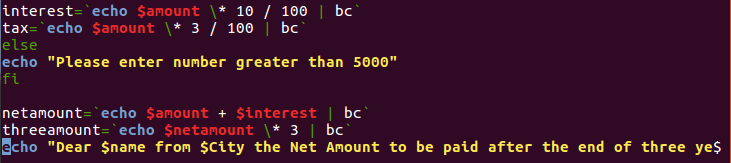 interest=`echo $amount \* 10 / 100 | bc`
tax=`echo $amount \* 3 / 100 | bc`
else
echo "Please enter number greater than 5000"
fi
netamount=`echo $amount + $interest | bc`
threeamount=`echo $netamount \* 3 | bc`
echo "Dear $name from $City the Net Amount to be paid after the end of three ye$